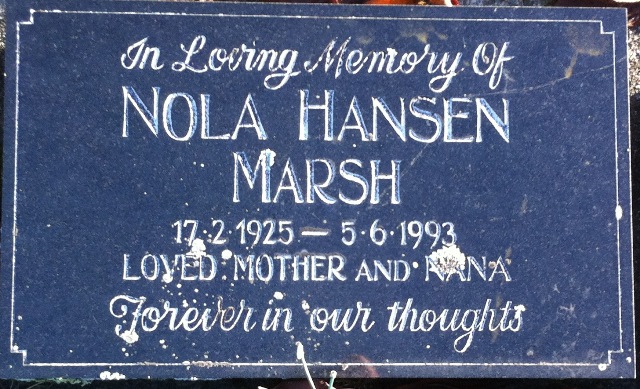 In Loving Memory Of
NOLA HANSEN
MARSH
17·2·1925 — 5·6·1993
LOVED MOTHER AND NANA
Forever in our thoughts